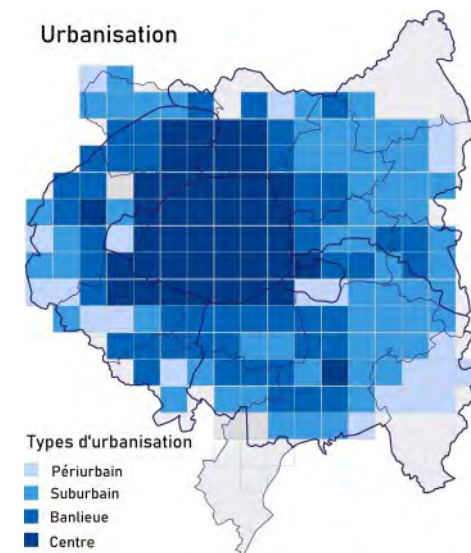 Urbanisation
Types d'urbanisation
Périurbain
Suburbain
Banlieue
Centre